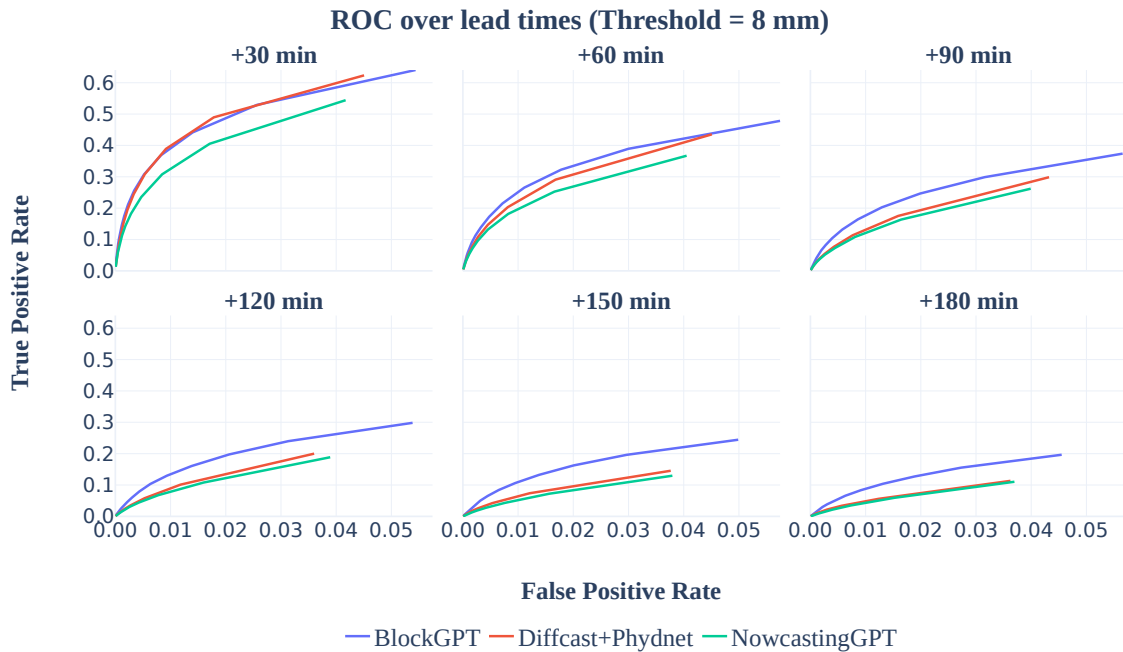 ROC over lead times (Threshold = 8 mm)
+30 min +60 min +90 min
0.6
0.5
0.4
0.3
0.2
0.1
0.0
True Positive Rate
+120 min +150 min +180 min
0.6
0.5
0.4
0.3
0.2
0.1
0.0
0.00 0.01 0.02 0.03 0.04 0.05 0.00 0.01 0.02 0.03 0.04 0.05 0.00 0.01 0.02 0.03 0.04 0.05
False Positive Rate
BlockGPT Diffcast+Phydnet NowcastingGPT